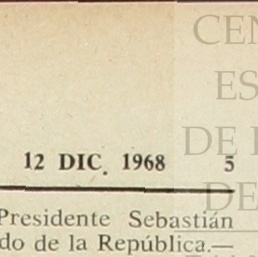 CEN
ES
DE
12 DIC. 1968 5
DE
Presidente Sebastián
do de la República.—